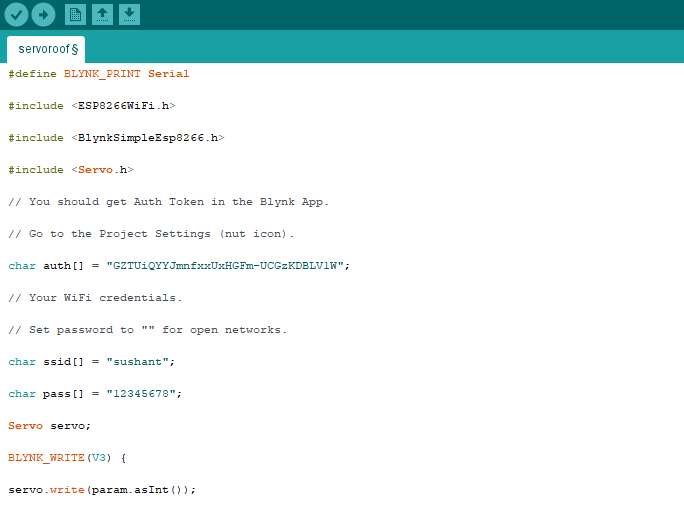 servoroof §
#define BLYNK_PRINT Serial
#include <ESP8266WiFi.h>
#include <BlynkSimpleEsp8266.h>
#include <Servo.h>
// You should get Auth Token in the Blynk App.
// Go to the Project Settings (nut icon).
char auth[] = "GZTUiQYYJmnfxxUxHGFm-UCGzKDBLVlW";
// Your WiFi credentials.
// Set password to "" for open networks.
char ssid[] = "sushant";
char pass[] = "12345678";
Servo servo;
BLYNK_WRITE(V3) {
servo.write(param.asInt());